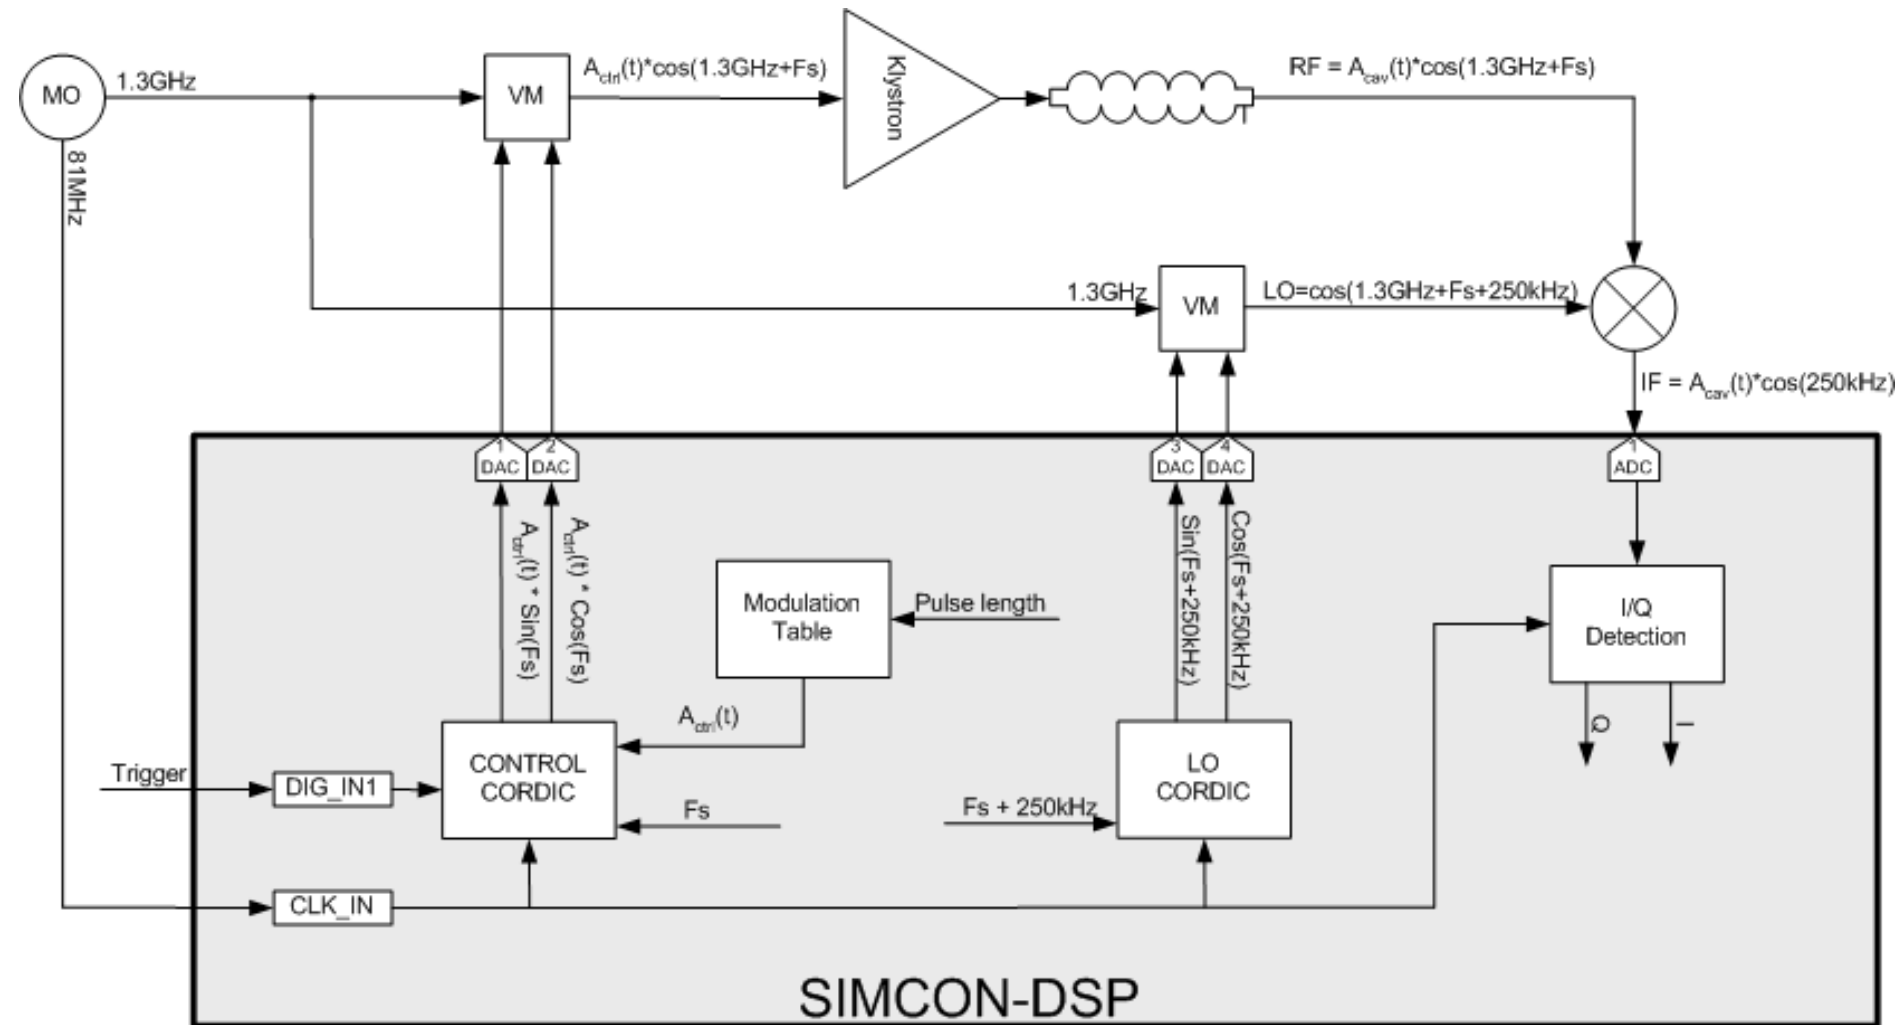 MO
1.3GHz
81MHz
VM
A_ctrl(t)*cos(1.3GHz+Fs)
Klystron
RF = A_cav(t)*cos(1.3GHz+Fs)
1.3GHz
VM
LO=cos(1.3GHz+Fs+250kHz)
IF = A_cav(t)*cos(250kHz)
1
DAC
2
DAC
3
DAC
4
DAC
1
ADC
A_ctrl(t) * Sin(Fs)
A_ctrl(t) * Cos(Fs)
Modulation
Table
Pulse length
A_ctrl(t)
Sin(Fs+250kHz)
Cos(Fs+250kHz)
I/Q
Detection
Q
I
Trigger
DIG_IN1
CONTROL
CORDIC
Fs
Fs + 250kHz
LO
CORDIC
CLK_IN
SIMCON-DSP